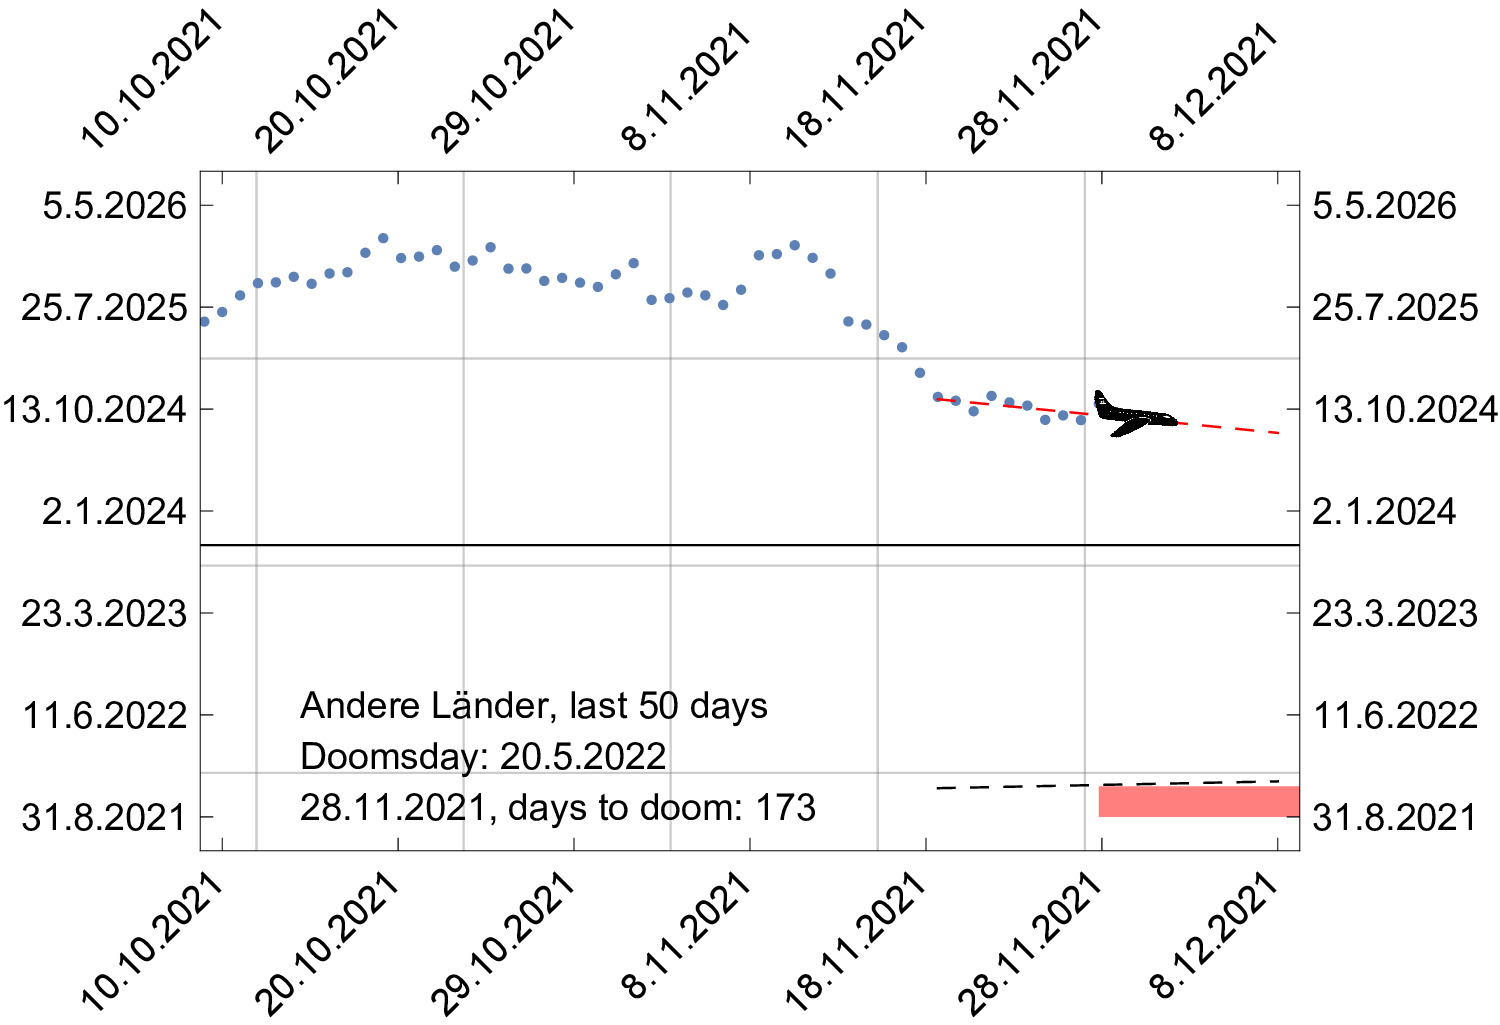 10.10.2021 20.10.2021 29.10.2021 8.11.2021 18.11.2021 28.11.2021 8.12.2021
5.5.2026 5.5.2026
25.7.2025 25.7.2025
13.10.2024 13.10.2024
2.1.2024 2.1.2024
23.3.2023 23.3.2023
Andere Länder, last 50 days
11.6.2022 11.6.2022
Doomsday: 20.5.2022
28.11.2021, days to doom: 173
31.8.2021 31.8.2021
10.10.2021 20.10.2021 29.10.2021 8.11.2021 18.11.2021 28.11.2021 8.12.2021